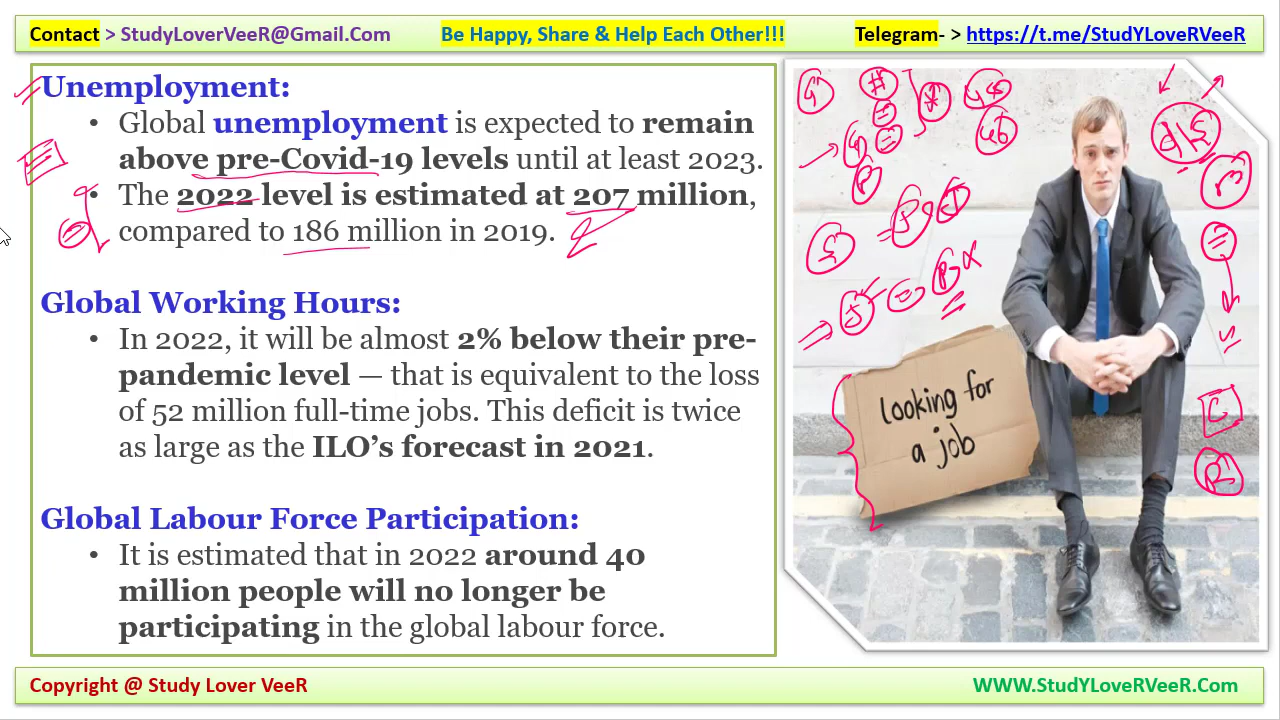 Contact > StudyLoverVeeR@Gmail.Com Be Happy, Share & Help Each Other!!! Telegram- > https://t.me/StudYLoveRVeeR
Unemployment:
• Global unemployment is expected to remain
above pre-Covid-19 levels until at least 2023.
• The 2022 level is estimated at 207 million,
compared to 186 million in 2019.
Global Working Hours:
• In 2022, it will be almost 2% below their pre-
pandemic level — that is equivalent to the loss
of 52 million full-time jobs. This deficit is twice
as large as the ILO’s forecast in 2021.
Global Labour Force Participation:
• It is estimated that in 2022 around 40
million people will no longer be
participating in the global labour force.
looking for
a job
Copyright @ Study Lover VeeR
WWW.StudYLoveRVeeR.Com